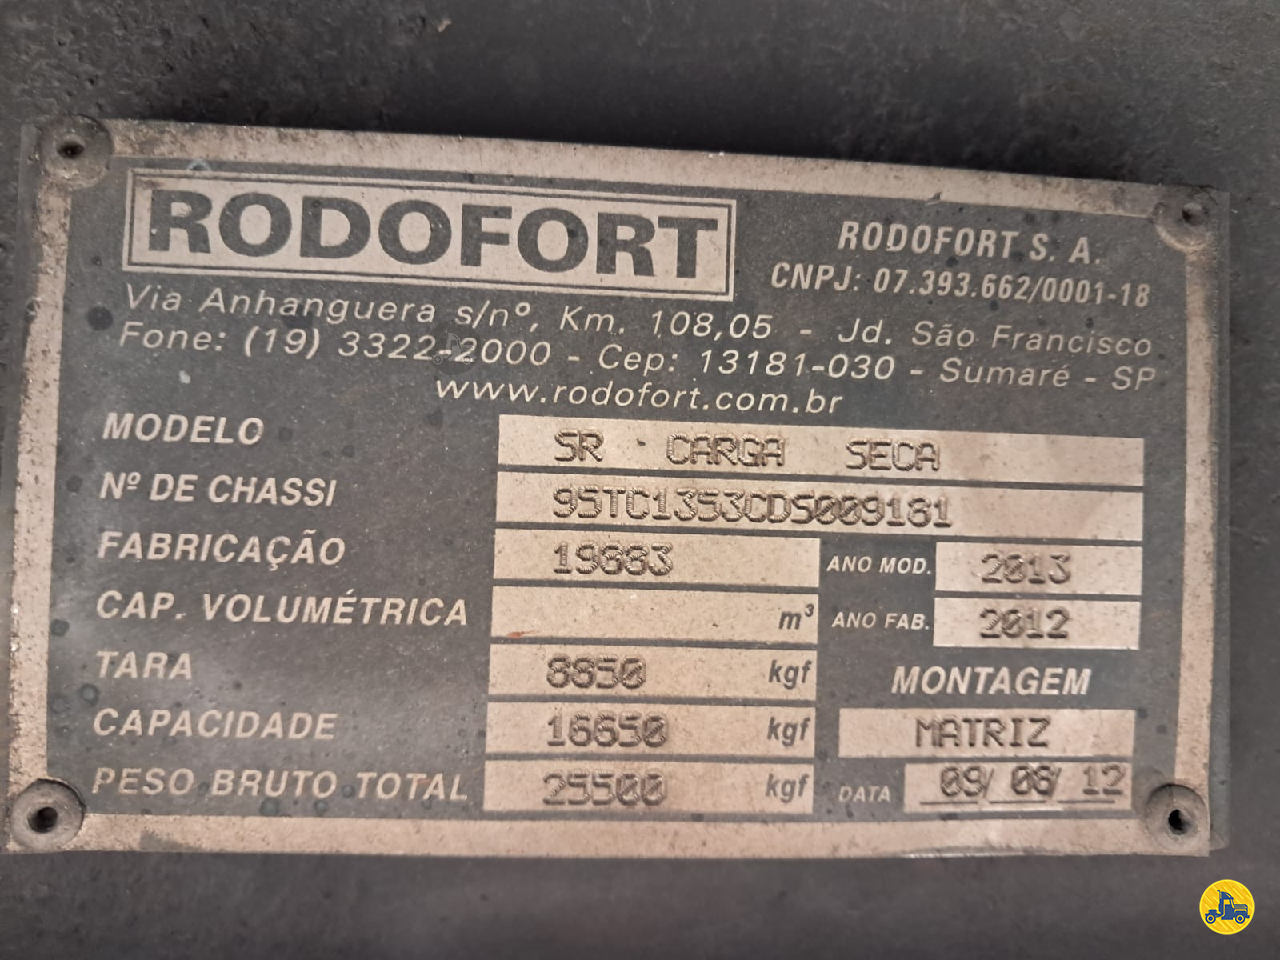 RODOFORT
RODOFORT S. A.
CNPJ: 07.393.662/0001-18
Via Anhanguera s/nº, Km. 108,05 - Jd. São Francisco
Fone: (19) 3322-2000 - Cep: 13181-030 - Sumaré - SP
www.rodofort.com.br
MODELO SR CARGA SECA
Nº DE CHASSI 95TC1353CDS009181
FABRICAÇÃO 19883 ANO MOD. 2013
CAP. VOLUMÉTRICA m³ ANO FAB. 2012
TARA 8850 kgf MONTAGEM
CAPACIDADE 16650 kgf MATRIZ
PESO BRUTO TOTAL 25500 kgf DATA 09/08/12